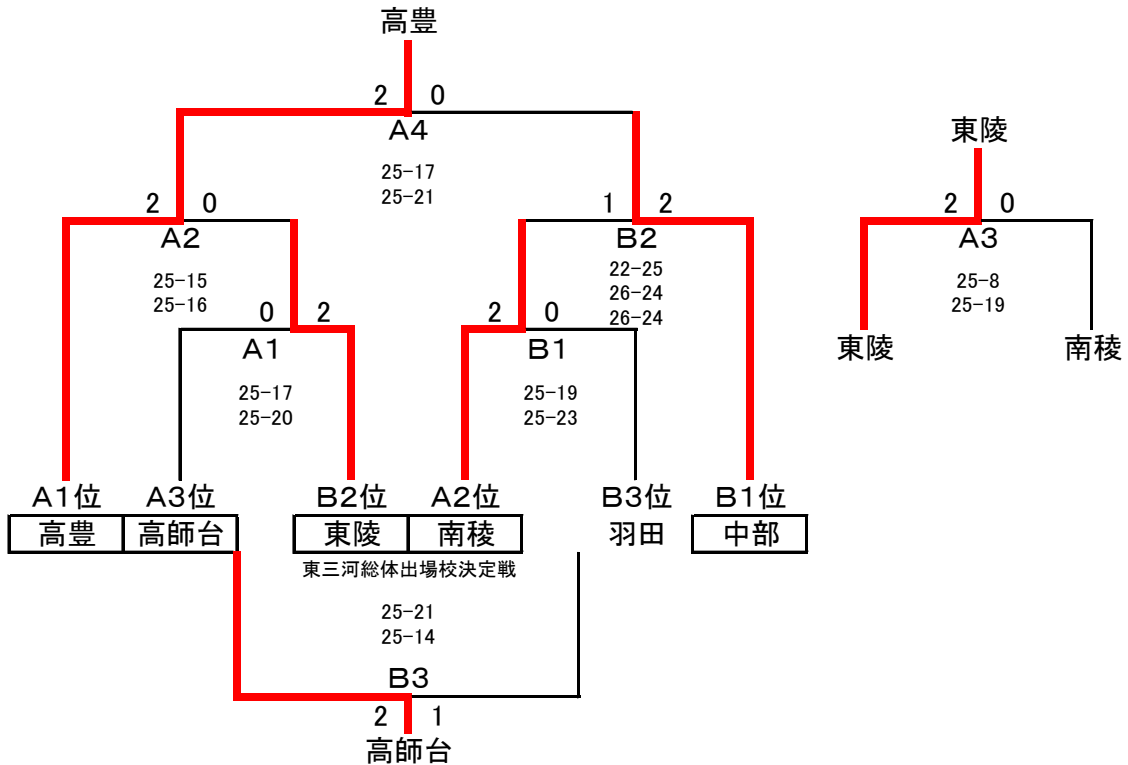 高豊
2 0
A4
25-17
25-21
東陵
2 0
A3
25-8
25-19
東陵 南稜
2 0
A2
25-15
25-16
1 2
B2
22-25
26-24
26-24
0 2
A1
25-17
25-20
2 0
B1
25-19
25-23
A1位 A3位 B2位 A2位 B3位 B1位
高豊 高師台 東陵 南稜 羽田 中部
東三河総体出場校決定戦
25-21
25-14
B3
2 1
高師台